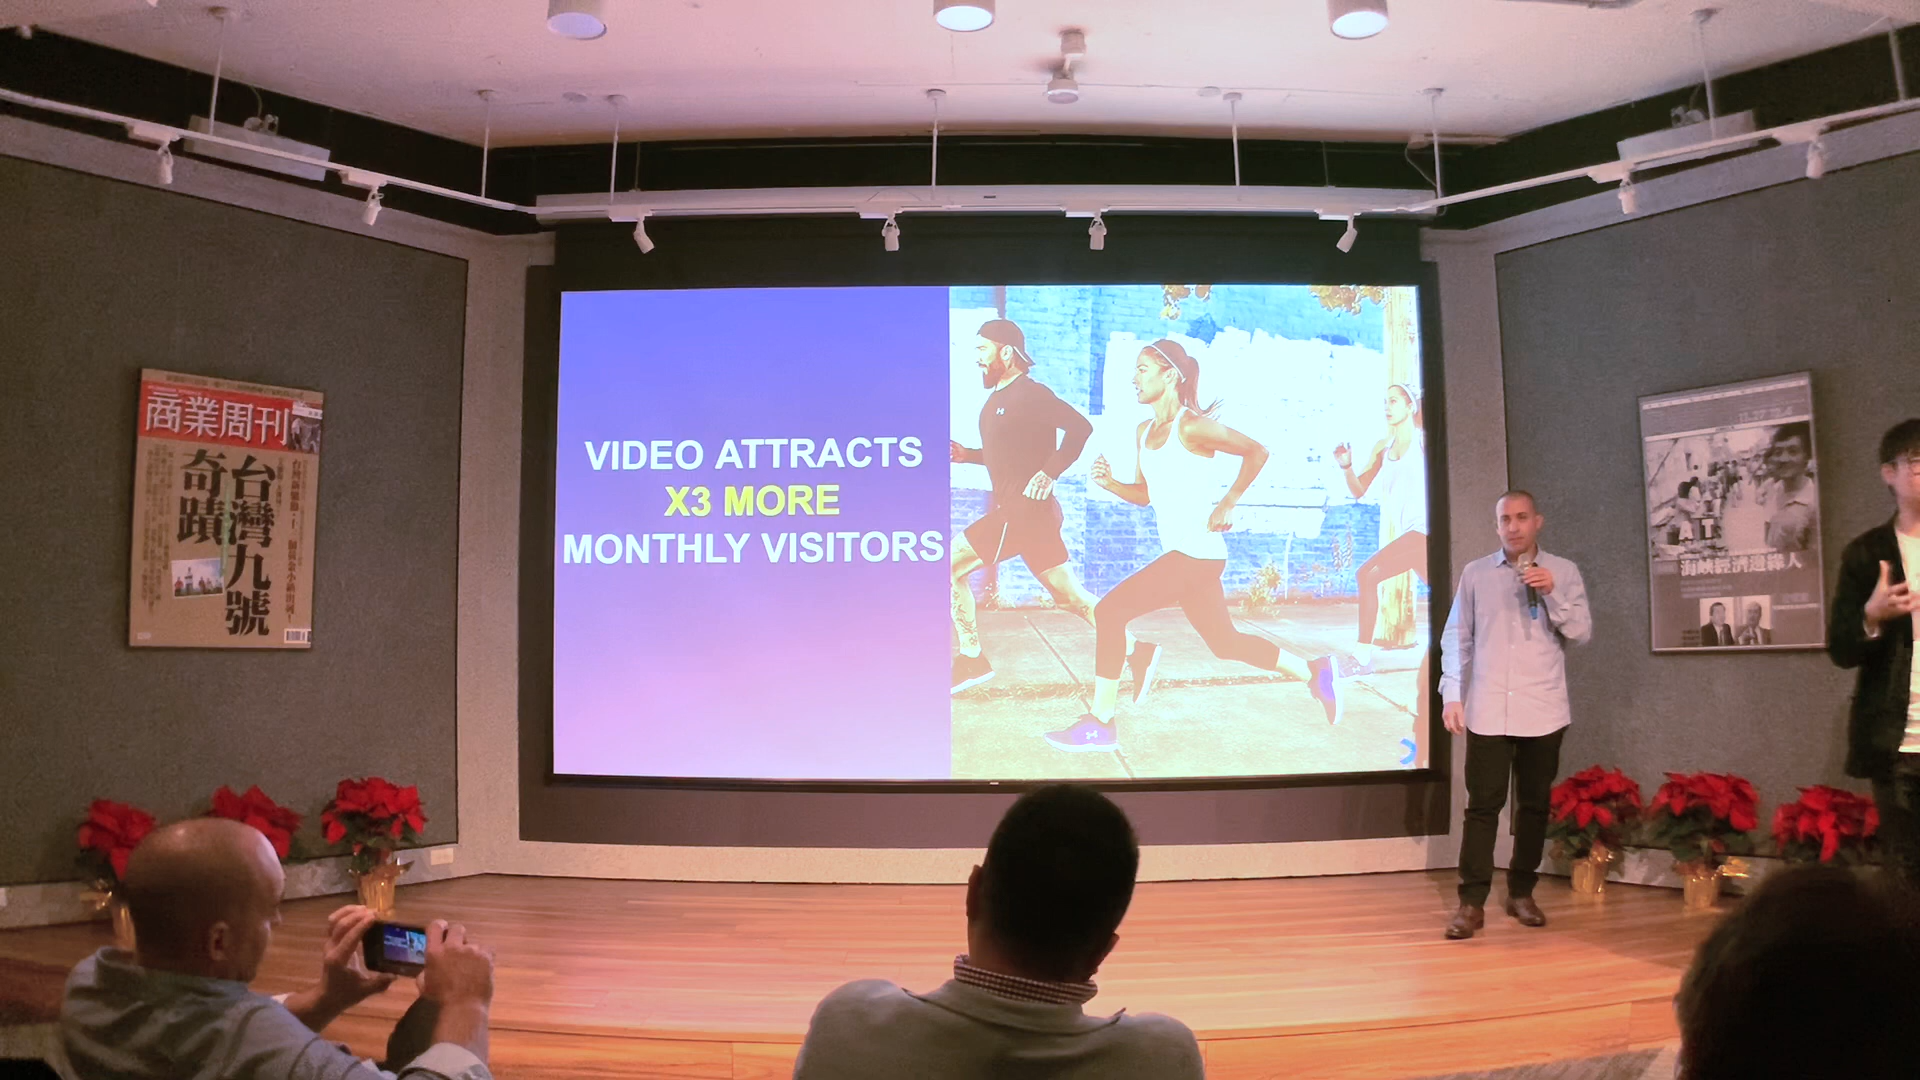 VIDEO ATTRACTS
X3 MORE
MONTHLY VISITORS
商業周刊
台灣九號
奇蹟
海峽經濟邊緣人